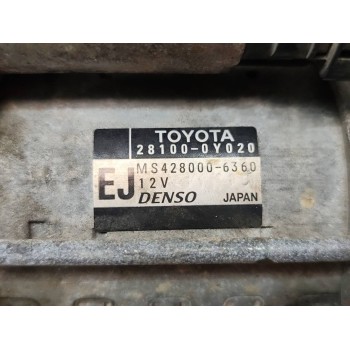 TOYOTA
28100-0Y020
EJ MS428000-6360
12V
DENSO JAPAN